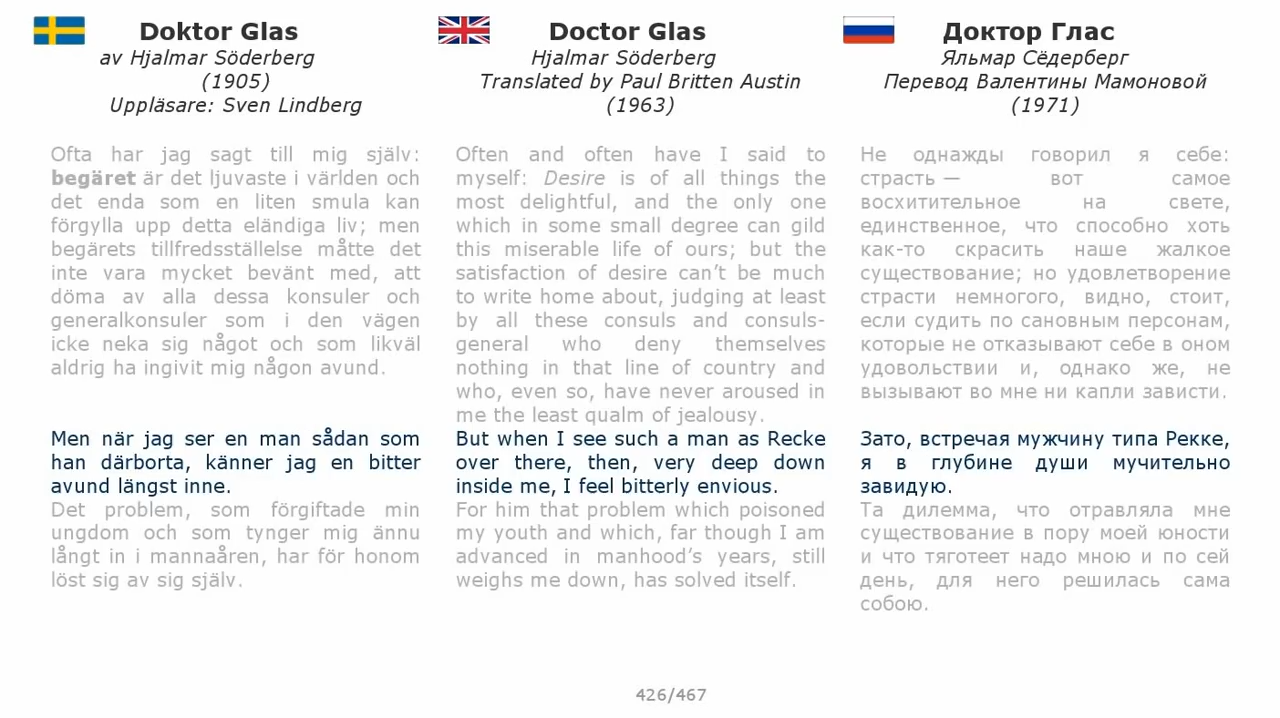 Doktor Glas
av Hjalmar Söderberg
(1905)
Uppläsare: Sven Lindberg
Ofta har jag sagt till mig själv:
begäret är det ljuvaste i världen och
det enda som en liten smula kan
förgylla upp detta eländiga liv; men
begärets tillfredsställelse måtte det
inte vara mycket bevänt med, att
döma av alla dessa konsuler och
generalkonsuler som i den vägen
icke neka sig något och som likväl
aldrig ha ingivit mig någon avund.
Men när jag ser en man sådan som
han därborta, känner jag en bitter
avund längst inne.
Det problem, som förgiftade min
ungdom och som tynger mig ännu
långt in i mannaåren, har för honom
löst sig av sig själv.
Doctor Glas
Hjalmar Söderberg
Translated by Paul Britten Austin
(1963)
Often and often have I said to
myself: Desire is of all things the
most delightful, and the only one
which in some small degree can gild
this miserable life of ours; but the
satisfaction of desire can’t be much
to write home about, judging at least
by all these consuls and consuls-
general who deny themselves
nothing in that line of country and
who, even so, have never aroused in
me the least qualm of jealousy.
But when I see such a man as Recke
over there, then, very deep down
inside me, I feel bitterly envious.
For him that problem which poisoned
my youth and which, far though I am
advanced in manhood’s years, still
weighs me down, has solved itself.
Доктор Глас
Яльмар Сёдерберг
Перевод Валентины Мамоновой
(1971)
Не однажды говорил я себе:
страсть — вот самое
восхитительное на свете,
единственное, что способно хоть
как-то скрасить наше жалкое
существование; но удовлетворение
страсти немногого, видно, стоит,
если судить по сановным персонам,
которые не отказывают себе в оном
удовольствии и, однако же, не
вызывают во мне ни капли зависти.
Зато, встречая мужчину типа Рекке,
я в глубине души мучительно
завидую.
Та дилемма, что отравляла мне
существование в пору моей юности
и что тяготеет надо мною и по сей
день, для него решилась сама
собою.
426/467